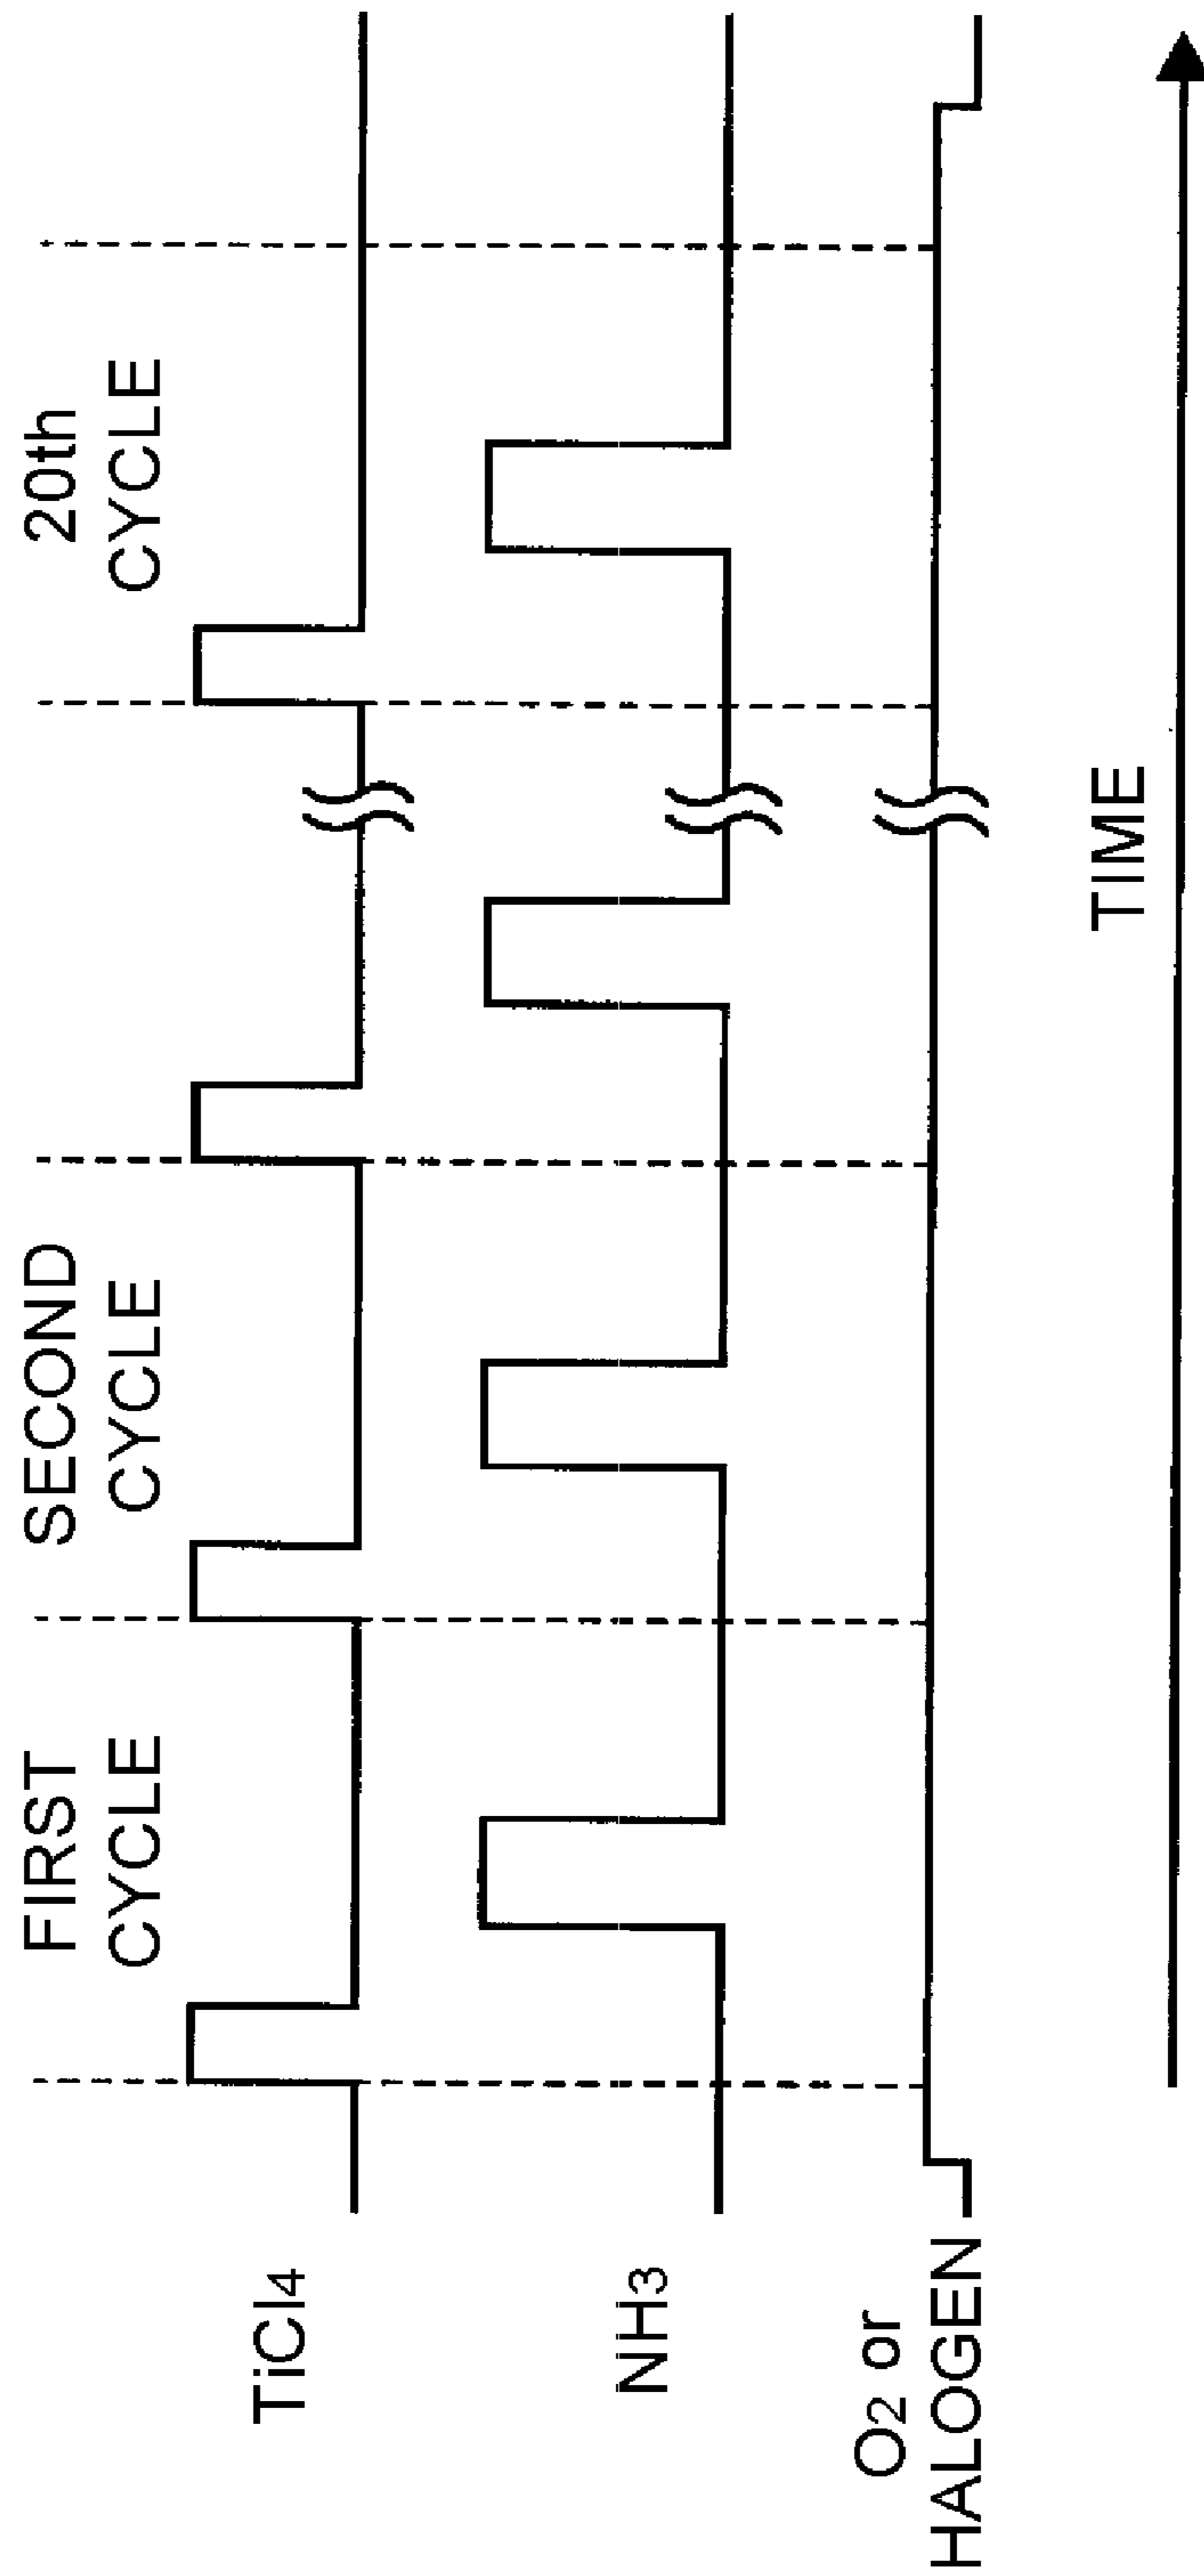 FIRST
CYCLE
SECOND
CYCLE
20th
CYCLE
TiCl4
NH3
O2 or
HALOGEN
TIME